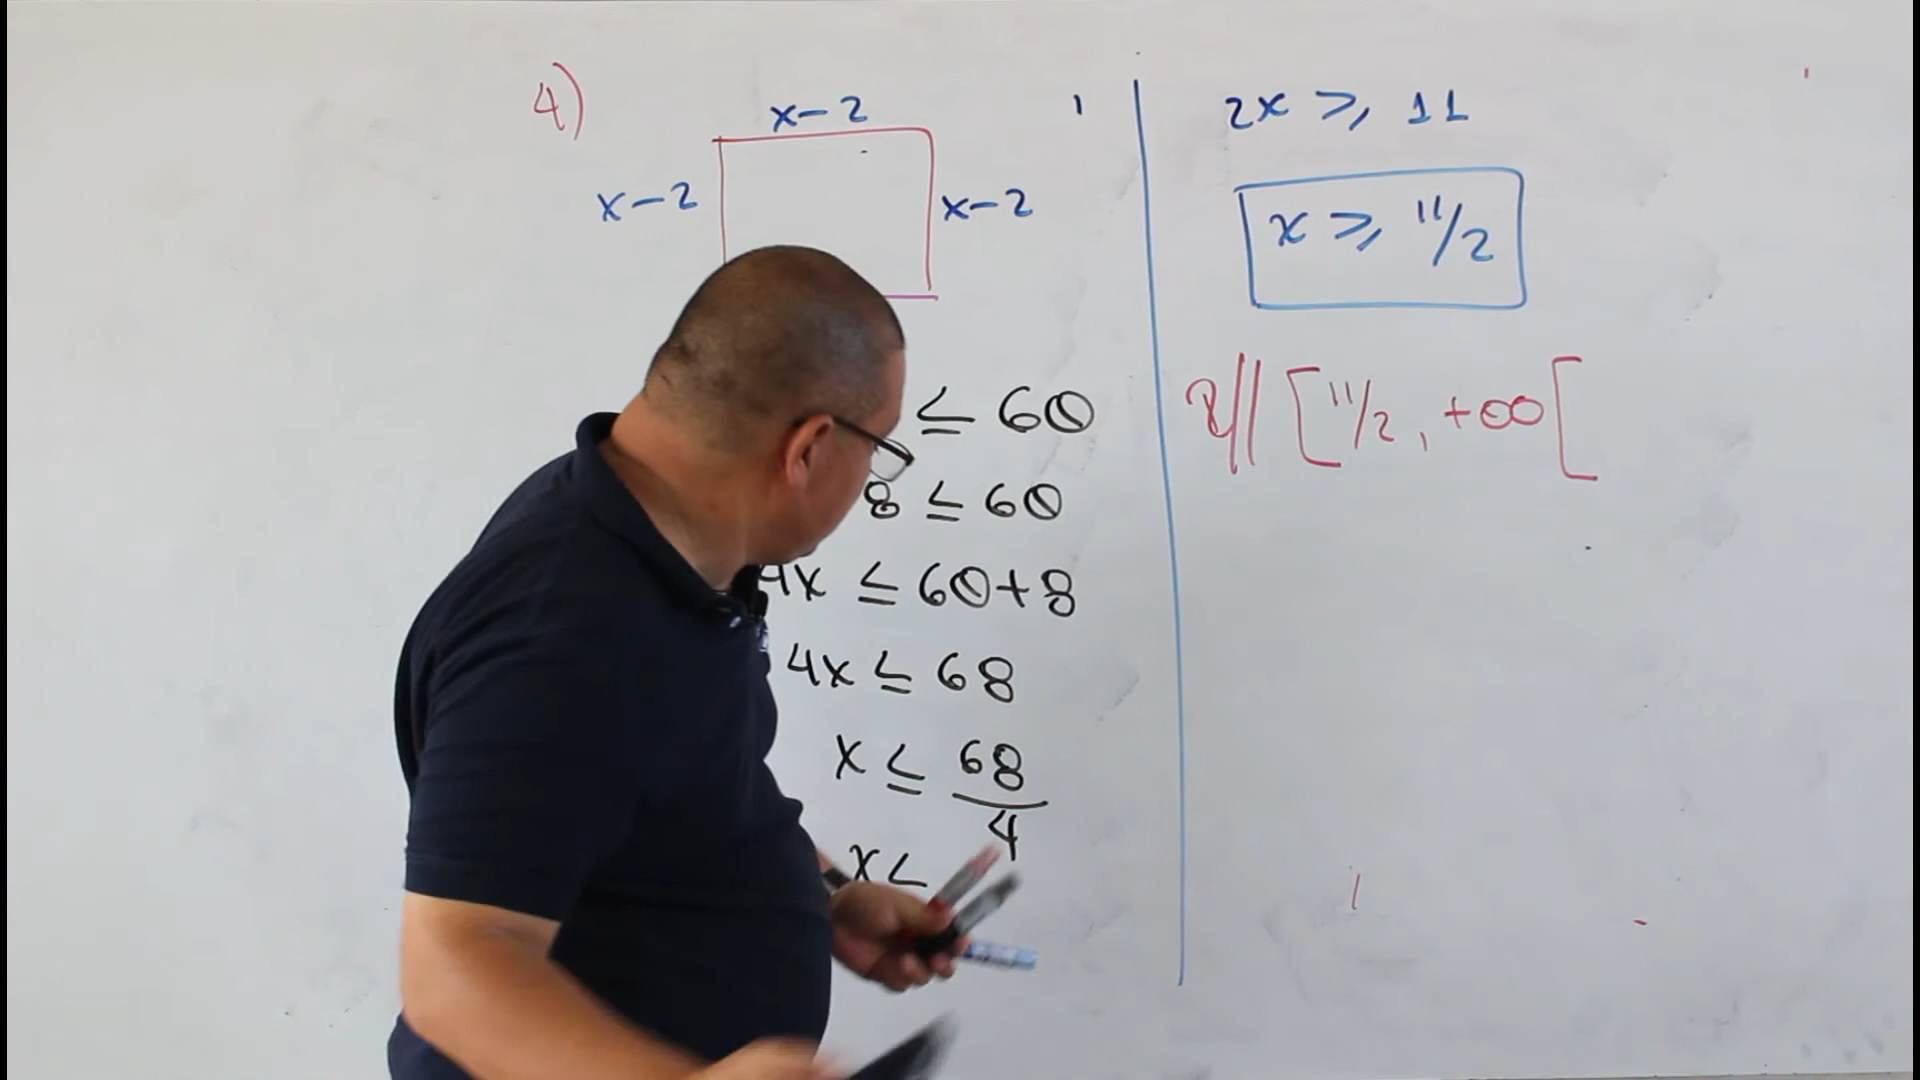 4)
x-2
x-2 x-2
≤ 60
8 ≤ 60
4x ≤ 60+8
4x ≤ 68
x ≤ 68/4
x <
2x ≥ 11
x ≥ 11/2
R// [11/2, +∞[